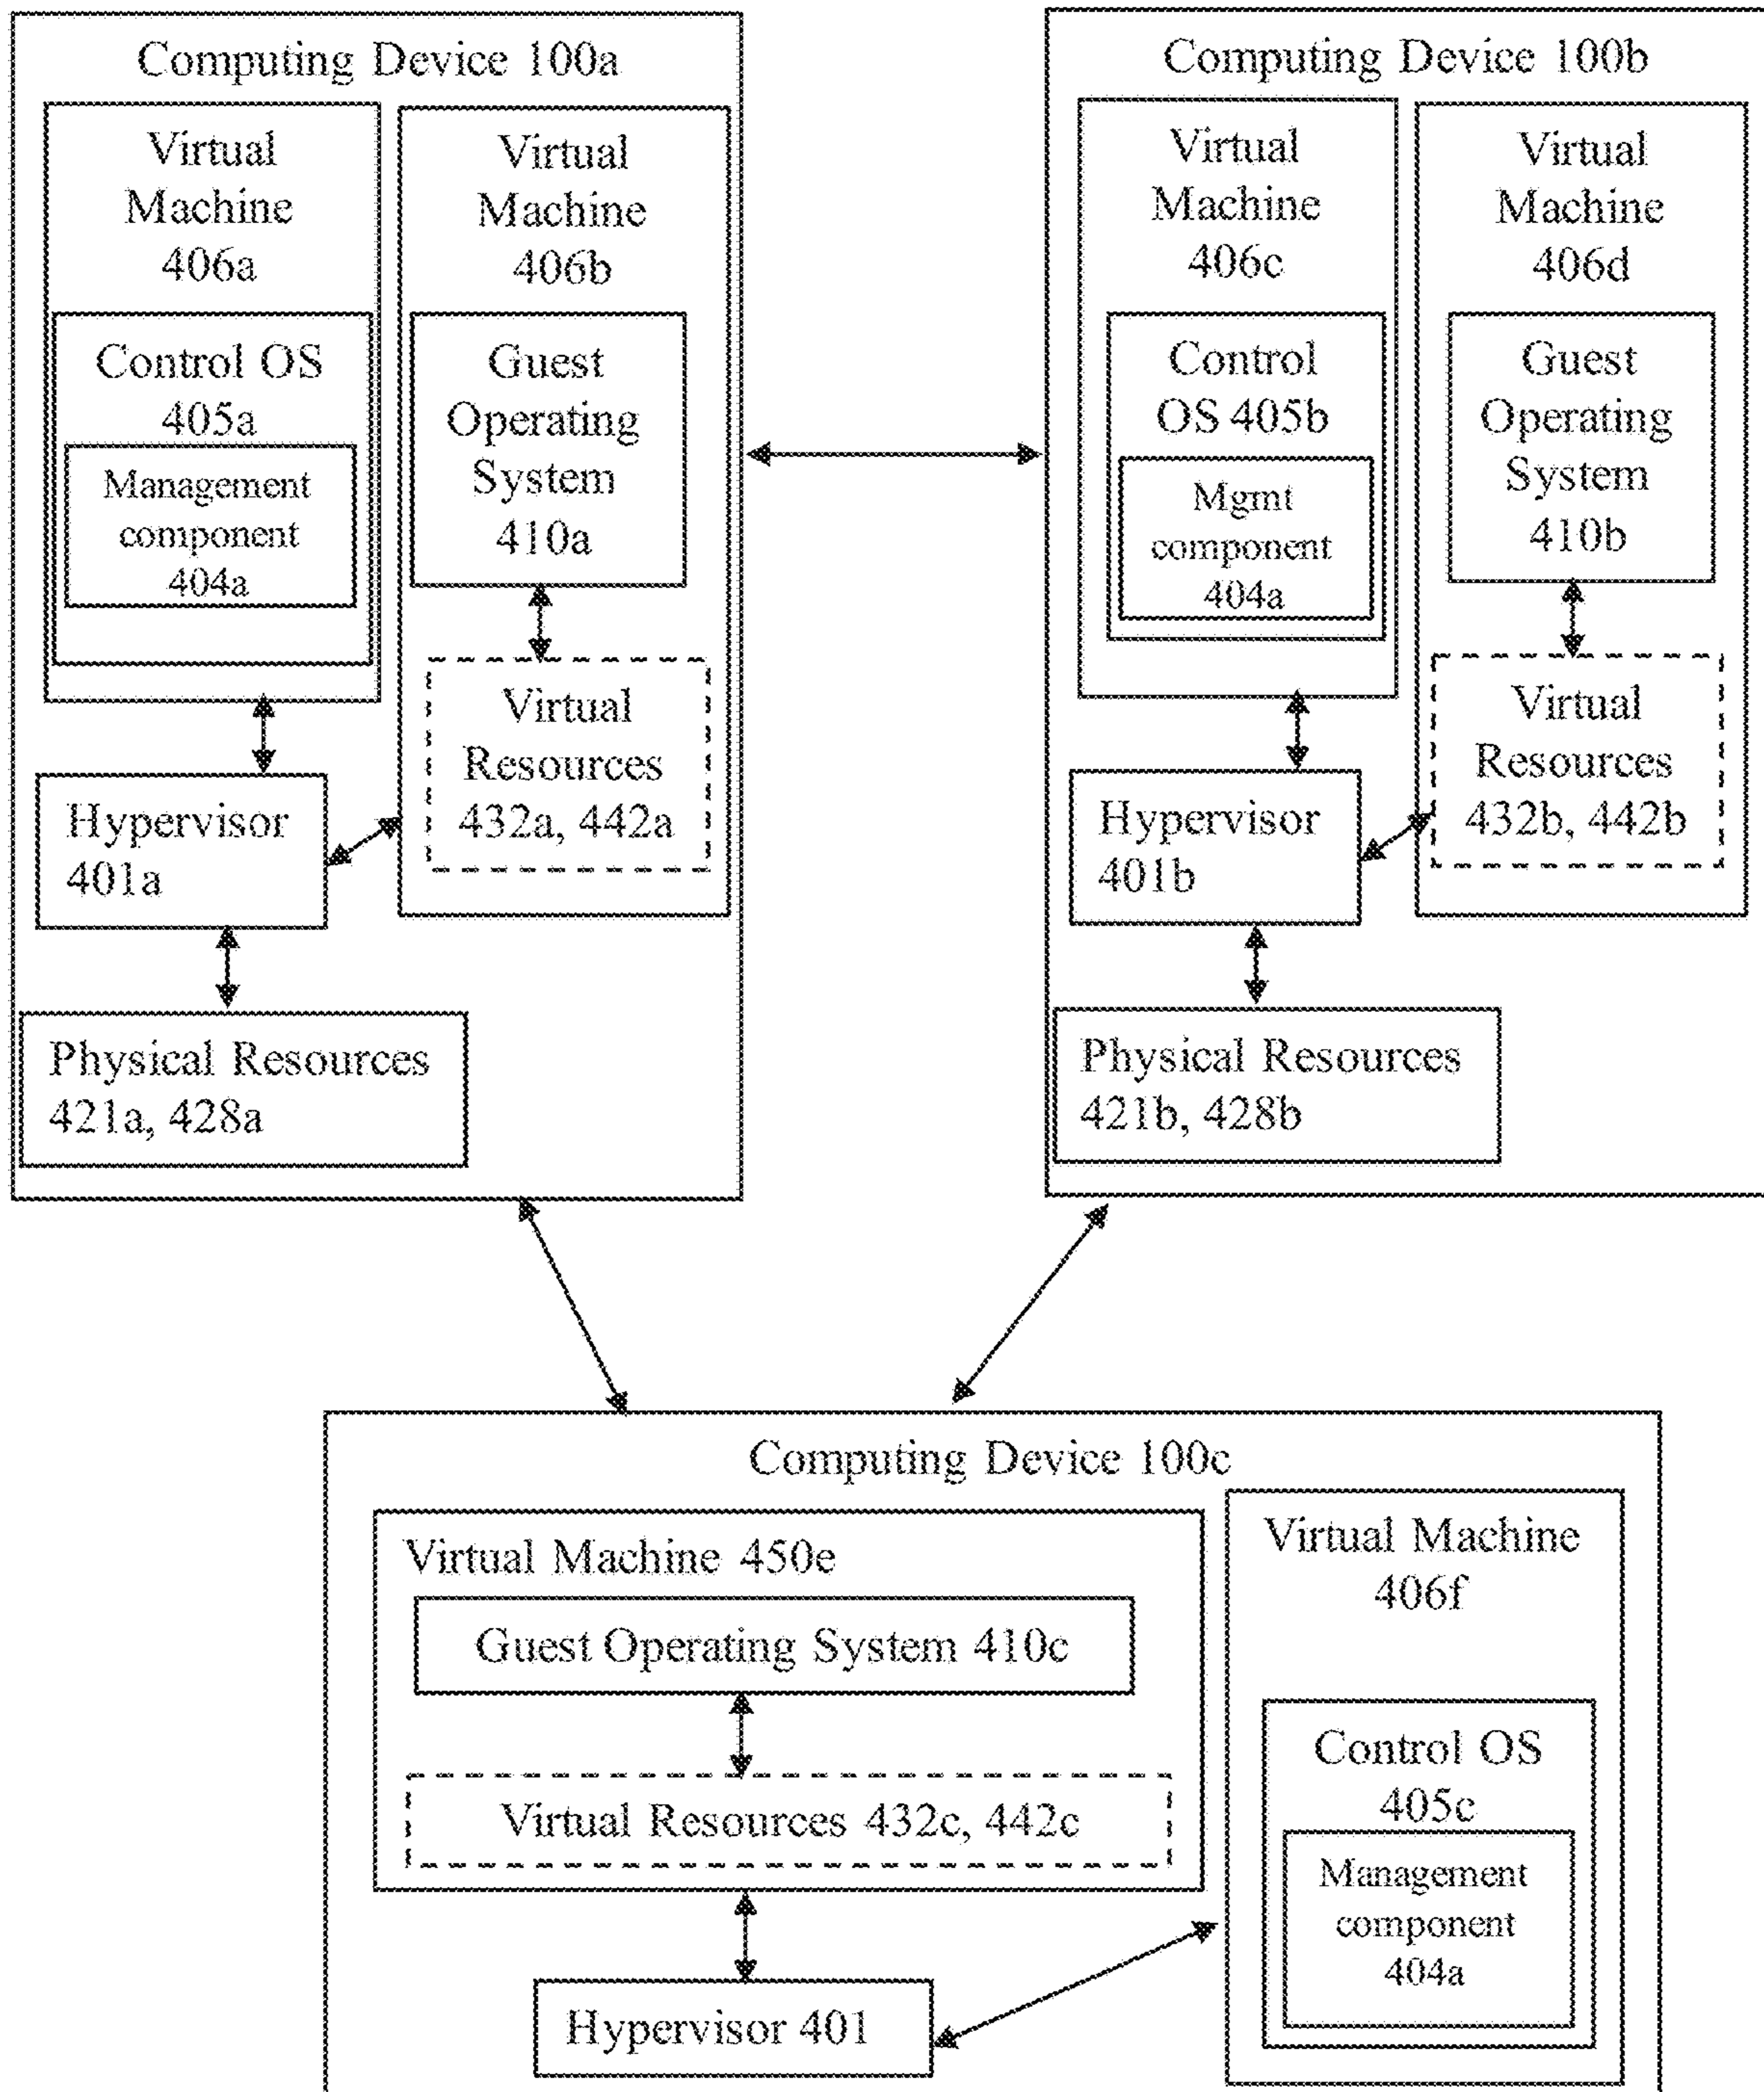 Computing Device 100a
Virtual
Machine
406a
Control OS
405a
Management
component
404a
Virtual
Machine
406b
Guest
Operating
System
410a
Virtual
Resources
432a, 442a
Hypervisor
401a
Physical Resources
421a, 428a
Computing Device 100b
Virtual
Machine
406c
Control
OS 405b
Mgmt
component
404a
Virtual
Machine
406d
Guest
Operating
System
410b
Virtual
Resources
432b, 442b
Hypervisor
401b
Physical Resources
421b, 428b
Computing Device 100c
Virtual Machine 450e
Guest Operating System 410c
Virtual Resources 432c, 442c
Hypervisor 401
Virtual Machine
406f
Control OS
405c
Management
component
404a